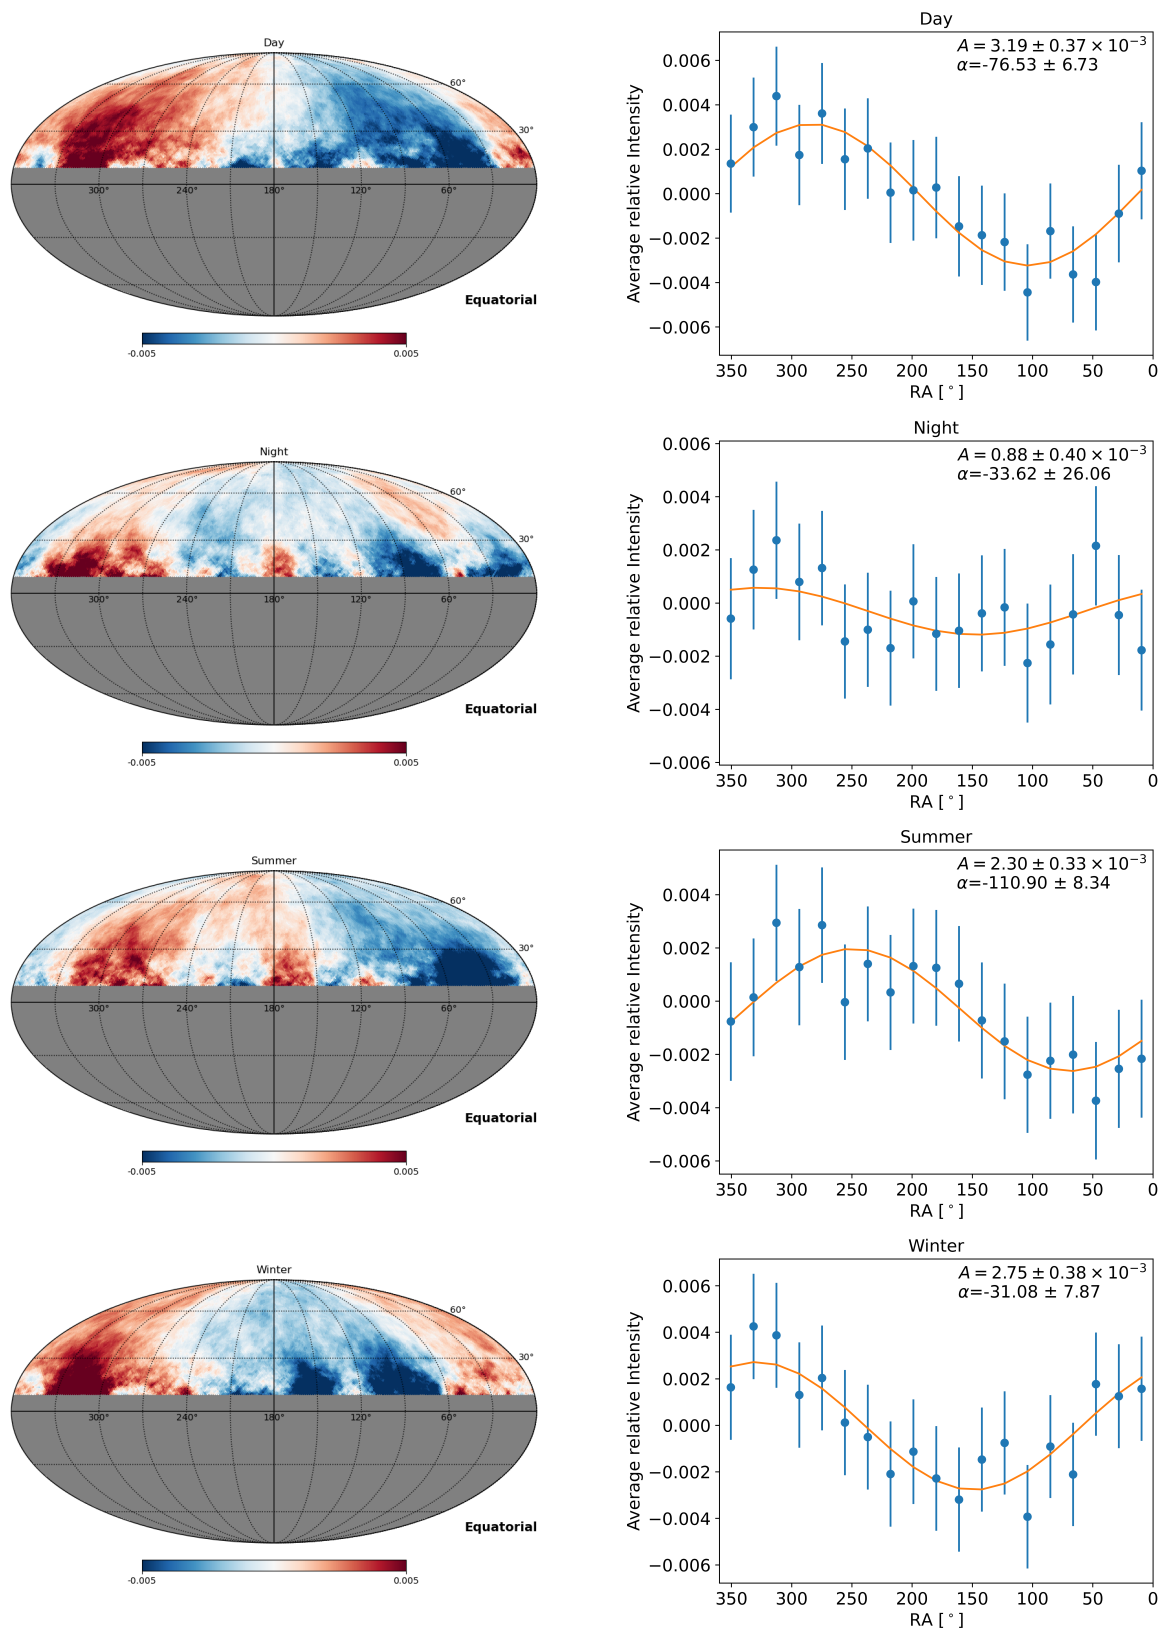 Day
60°
30°
300° 240° 180° 120° 60°
Equatorial
-0.005 0.005
Day
A = 3.19 ± 0.37 × 10⁻³
α=-76.53 ± 6.73
Average relative Intensity
0.006
0.004
0.002
0.000
−0.002
−0.004
−0.006
350 300 250 200 150 100 50 0
RA [°]
Night
60°
30°
300° 240° 180° 120° 60°
Equatorial
-0.005 0.005
Night
A = 0.88 ± 0.40 × 10⁻³
α=-33.62 ± 26.06
Average relative Intensity
0.006
0.004
0.002
0.000
−0.002
−0.004
−0.006
350 300 250 200 150 100 50 0
RA [°]
Summer
60°
30°
300° 240° 180° 120° 60°
Equatorial
-0.005 0.005
Summer
A = 2.30 ± 0.33 × 10⁻³
α=-110.90 ± 8.34
Average relative Intensity
0.004
0.002
0.000
−0.002
−0.004
−0.006
350 300 250 200 150 100 50 0
RA [°]
Winter
60°
30°
300° 240° 180° 120° 60°
Equatorial
-0.005 0.005
Winter
A = 2.75 ± 0.38 × 10⁻³
α=-31.08 ± 7.87
Average relative Intensity
0.006
0.004
0.002
0.000
−0.002
−0.004
−0.006
350 300 250 200 150 100 50 0
RA [°]